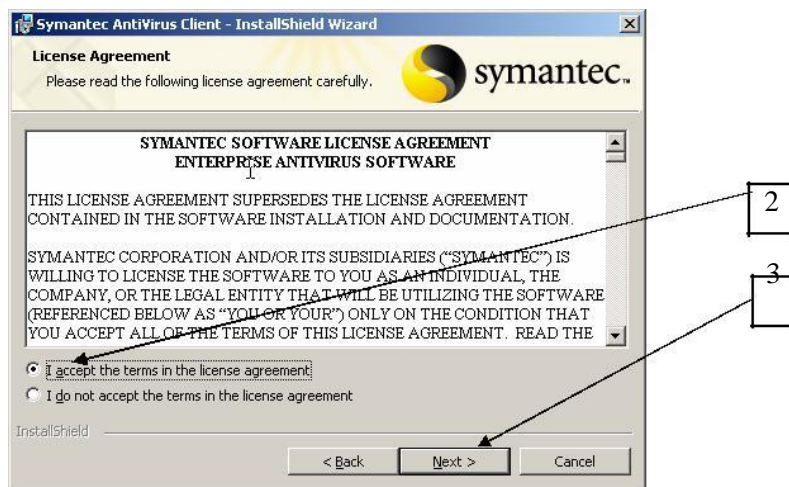 Symantec AntiVirus Client - InstallShield Wizard
License Agreement
Please read the following license agreement carefully.
symantec™
SYMANTEC SOFTWARE LICENSE AGREEMENT
ENTERPRISE ANTIVIRUS SOFTWARE
THIS LICENSE AGREEMENT SUPERSEDES THE LICENSE AGREEMENT
CONTAINED IN THE SOFTWARE INSTALLATION AND DOCUMENTATION.
SYMANTEC CORPORATION AND/OR ITS SUBSIDIARIES (“SYMANTEC”) IS
WILLING TO LICENSE THE SOFTWARE TO YOU AS AN INDIVIDUAL, THE
COMPANY, OR THE LEGAL ENTITY THAT WILL BE UTILIZING THE SOFTWARE
(REFERENCED BELOW AS “YOU OR YOUR”) ONLY ON THE CONDITION THAT
YOU ACCEPT ALL OF THE TERMS OF THIS LICENSE AGREEMENT. READ THE
I accept the terms in the license agreement
I do not accept the terms in the license agreement
InstallShield
< Back
Next >
Cancel
2
3